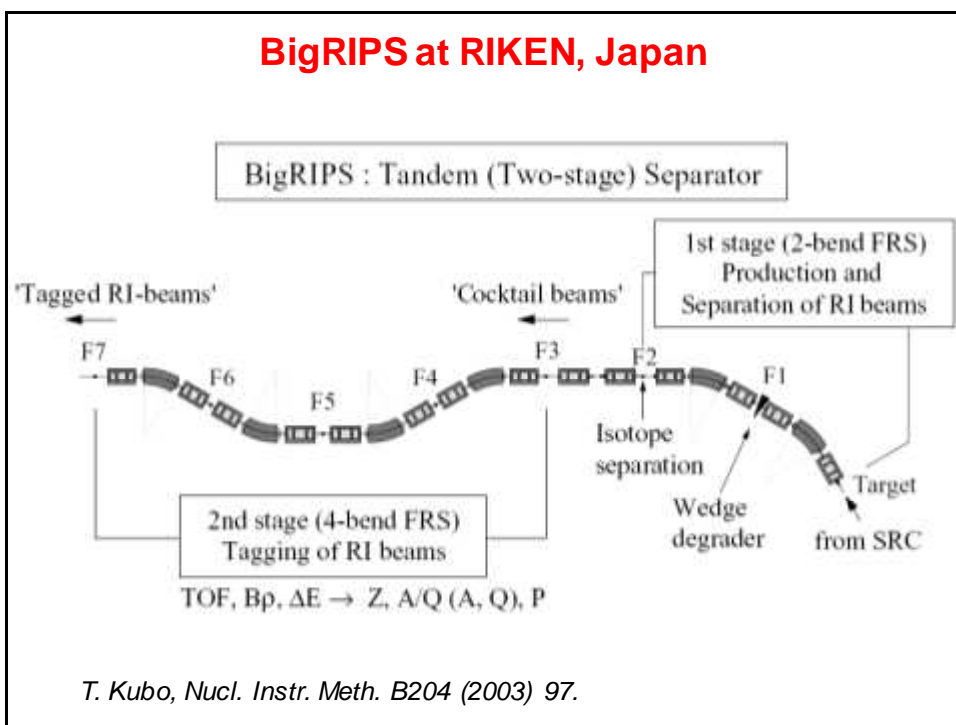 BigRIPS at RIKEN, Japan
BigRIPS : Tandem (Two-stage) Separator
1st stage (2-bend FRS)
Production and
Separation of RI beams
'Tagged RI-beams'
'Cocktail beams'
F7
F6
F5
F4
F3
F2
F1
Isotope
separation
Wedge
degrader
Target
from SRC
2nd stage (4-bend FRS)
Tagging of RI beams
TOF, Bρ, ΔE → Z, A/Q (A, Q), P
T. Kubo, Nucl. Instr. Meth. B204 (2003) 97.